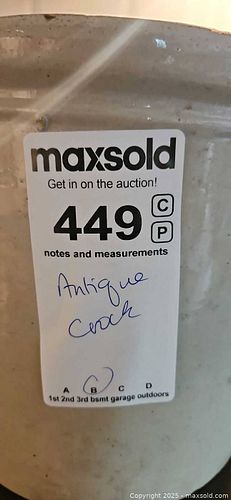 maxsold
Get in on the auction!
449 C
P
notes and measurements
Antique
Crock
A B C D
1st 2nd 3rd bsmt garage outdoors
Copyright 2025 - maxsold.com